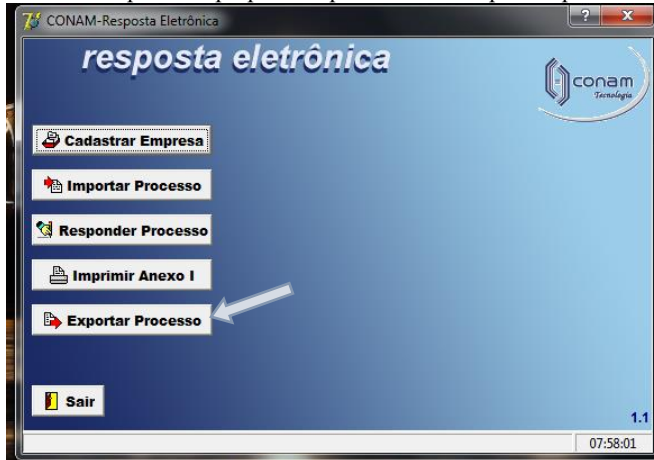 CONAM-Resposta Eletrônica
resposta eletrônica
conam
Tecnologia
Cadastrar Empresa
Importar Processo
Responder Processo
Imprimir Anexo I
Exportar Processo
Sair
1.1
07:58:01